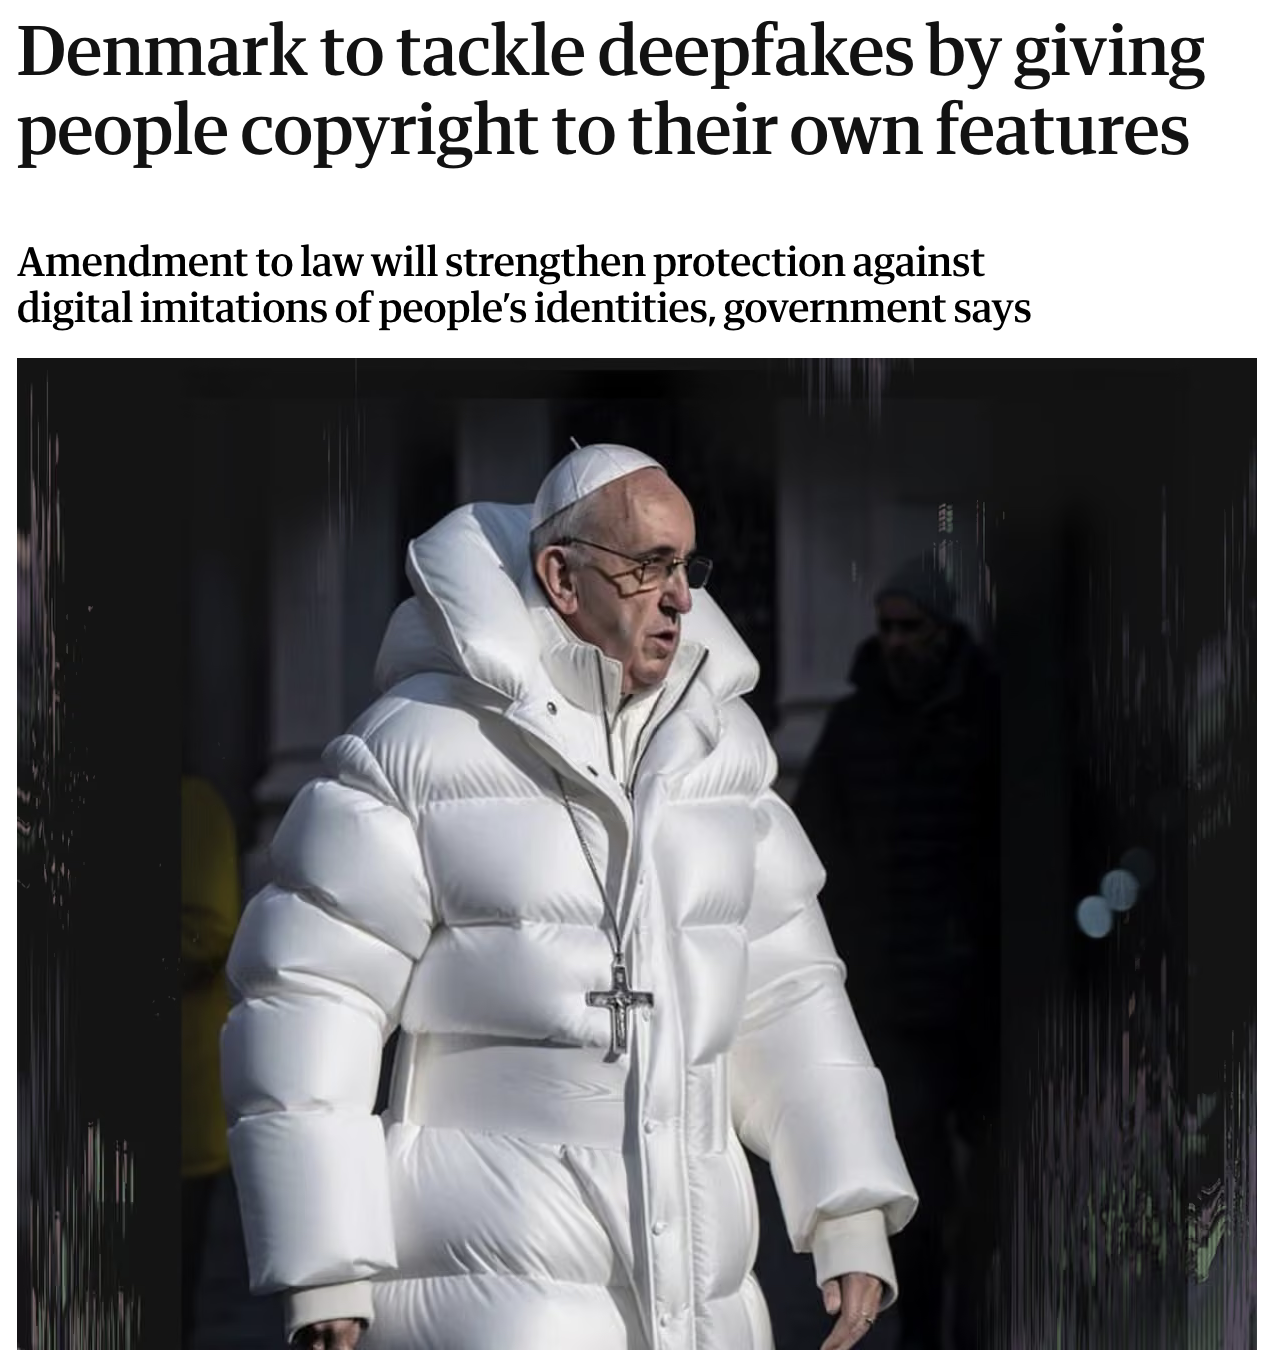 Denmark to tackle deepfakes by giving
people copyright to their own features
Amendment to law will strengthen protection against
digital imitations of people’s identities, government says